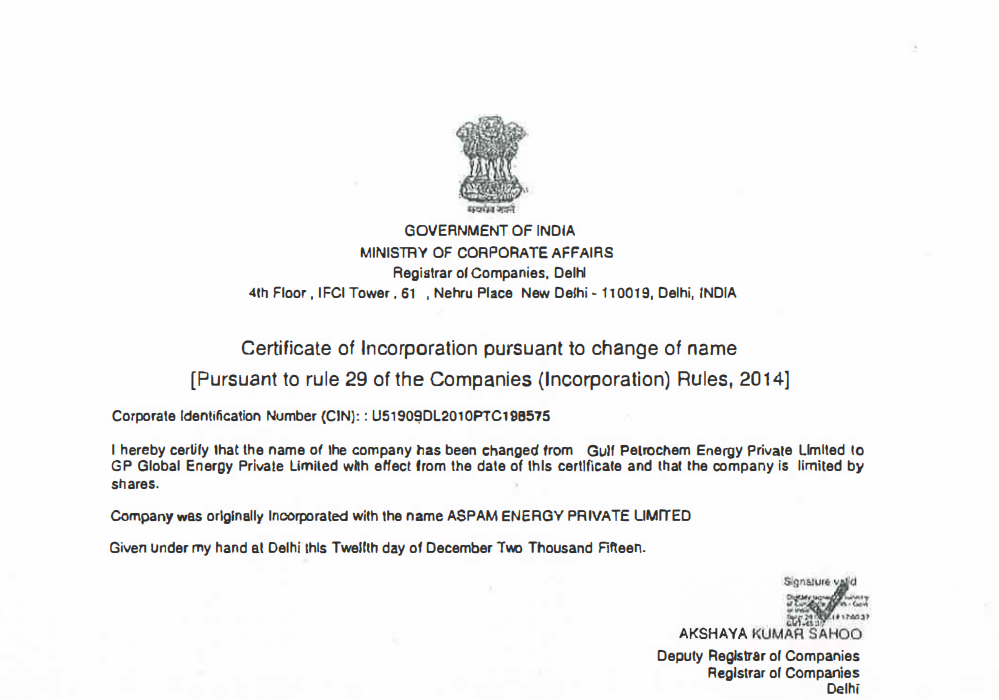 सत्यमेव जयते
GOVERNMENT OF INDIA
MINISTRY OF CORPORATE AFFAIRS
Registrar of Companies, Delhi
4th Floor , IFCI Tower , 61 , Nehru Place New Delhi - 110019, Delhi, INDIA
Certificate of Incorporation pursuant to change of name
[Pursuant to rule 29 of the Companies (Incorporation) Rules, 2014]
Corporate Identification Number (CIN): : U51909DL2010PTC198575
I hereby certify that the name of the company has been changed from Gulf Petrochem Energy Private Limited to
GP Global Energy Private Limited with effect from the date of this certificate and that the company is limited by
shares.
Company was originally Incorporated with the name ASPAM ENERGY PRIVATE LIMITED
Given under my hand at Delhi this Twelfth day of December Two Thousand Fifteen.
Signature valid
AKSHAYA KUMAR SAHOO
Deputy Registrar of Companies
Registrar of Companies
Delhi